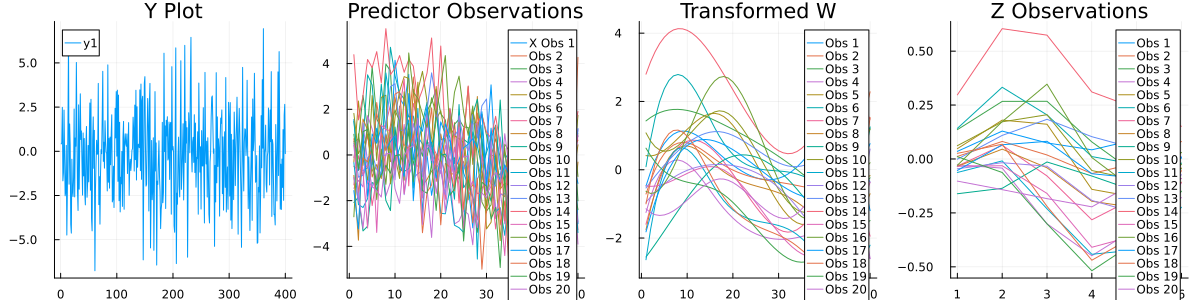 Y Plot
y1
5.0
2.5
0.0
−2.5
−5.0
0 100 200 300 400
Predictor Observations
4
2
0
−2
−4
0 10 20 30
X Obs 1
Obs 2
Obs 3
Obs 4
Obs 5
Obs 6
Obs 7
Obs 8
Obs 9
Obs 10
Obs 11
Obs 12
Obs 13
Obs 14
Obs 15
Obs 16
Obs 17
Obs 18
Obs 19
Obs 20
Transformed W
4
2
0
−2
0 10 20 30
Obs 1
Obs 2
Obs 3
Obs 4
Obs 5
Obs 6
Obs 7
Obs 8
Obs 9
Obs 10
Obs 11
Obs 12
Obs 13
Obs 14
Obs 15
Obs 16
Obs 17
Obs 18
Obs 19
Obs 20
Z Observations
0.50
0.25
0.00
−0.25
−0.50
1 2 3 4
Obs 1
Obs 2
Obs 3
Obs 4
Obs 5
Obs 6
Obs 7
Obs 8
Obs 9
Obs 10
Obs 11
Obs 12
Obs 13
Obs 14
Obs 15
Obs 16
Obs 17
Obs 18
Obs 19
Obs 20